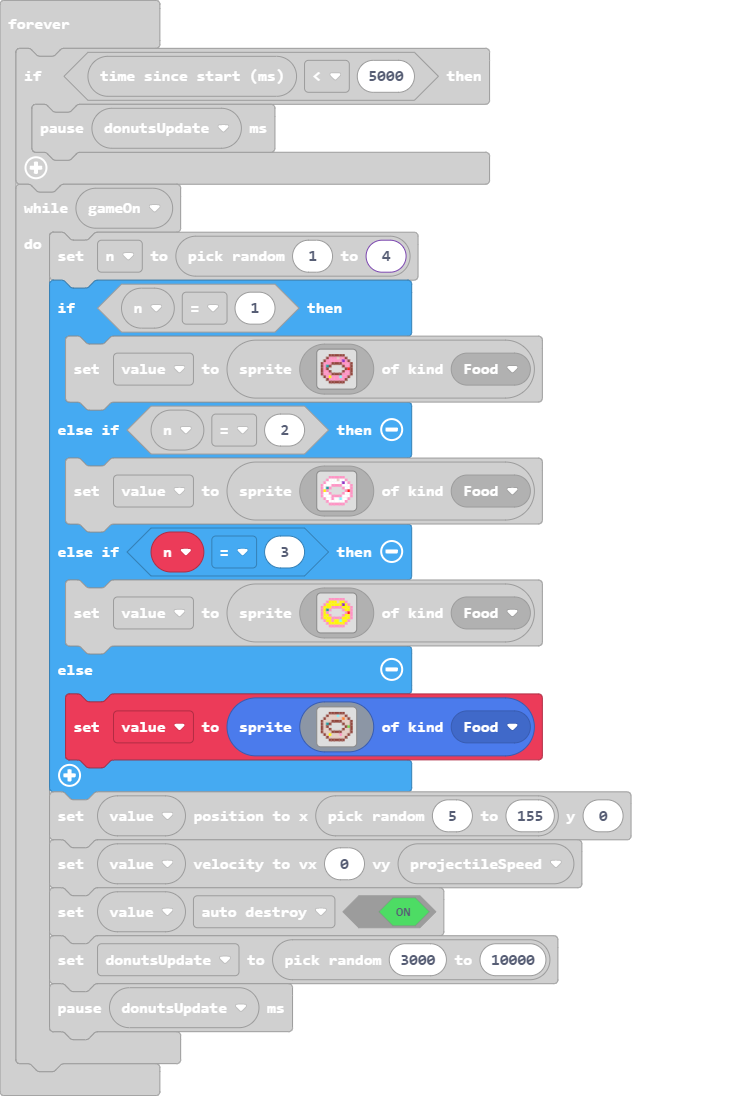 forever
if time since start (ms) < 5000 then
pause donutsUpdate ms
while gameOn
do
set n to pick random 1 to 4
if n = 1 then
set value to sprite of kind Food
else if n = 2 then
set value to sprite of kind Food
else if n = 3 then
set value to sprite of kind Food
else
set value to sprite of kind Food
set value position to x pick random 5 to 155 y 0
set value velocity to vx 0 vy projectileSpeed
set value auto destroy ON
set donutsUpdate to pick random 3000 to 10000
pause donutsUpdate ms